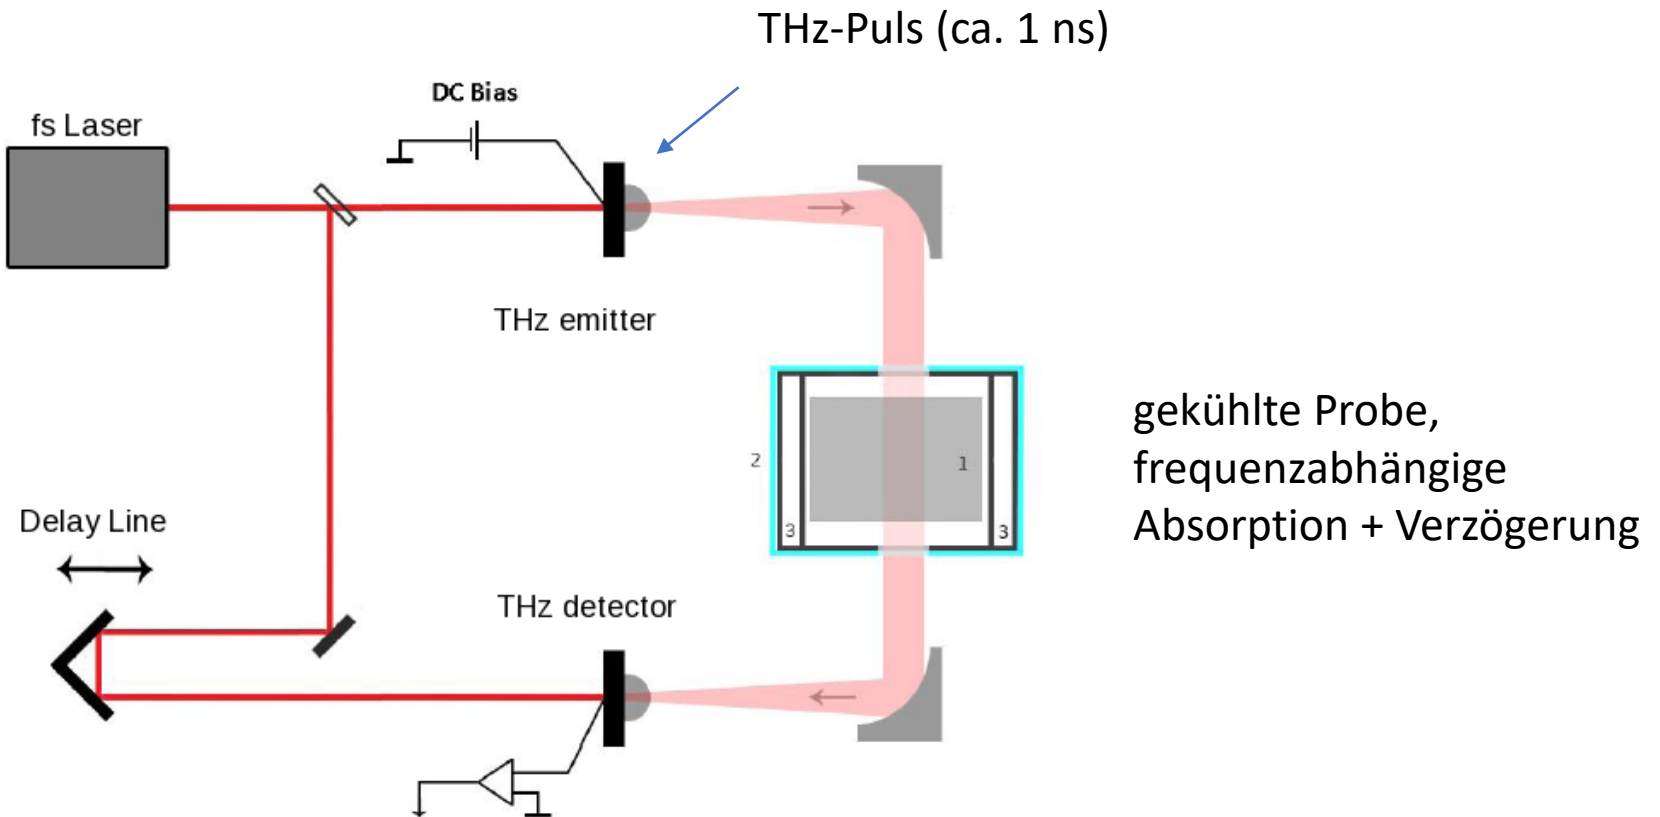 THz-Puls (ca. 1 ns)
DC Bias
fs Laser
THz emitter
gekühlte Probe,
frequenzabhängige
Absorption + Verzögerung
2
1
3
3
Delay Line
THz detector